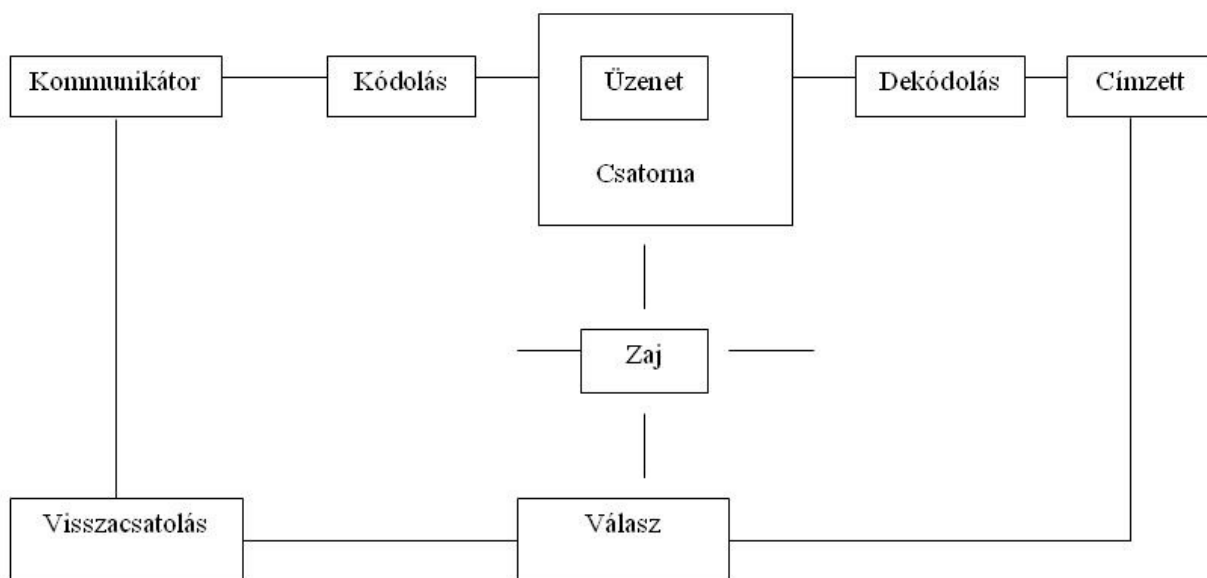 Kommunikátor
Kódolás
Üzenet
Csatorna
Dekódolás
Címzett
Zaj
Visszacsatolás
Válasz